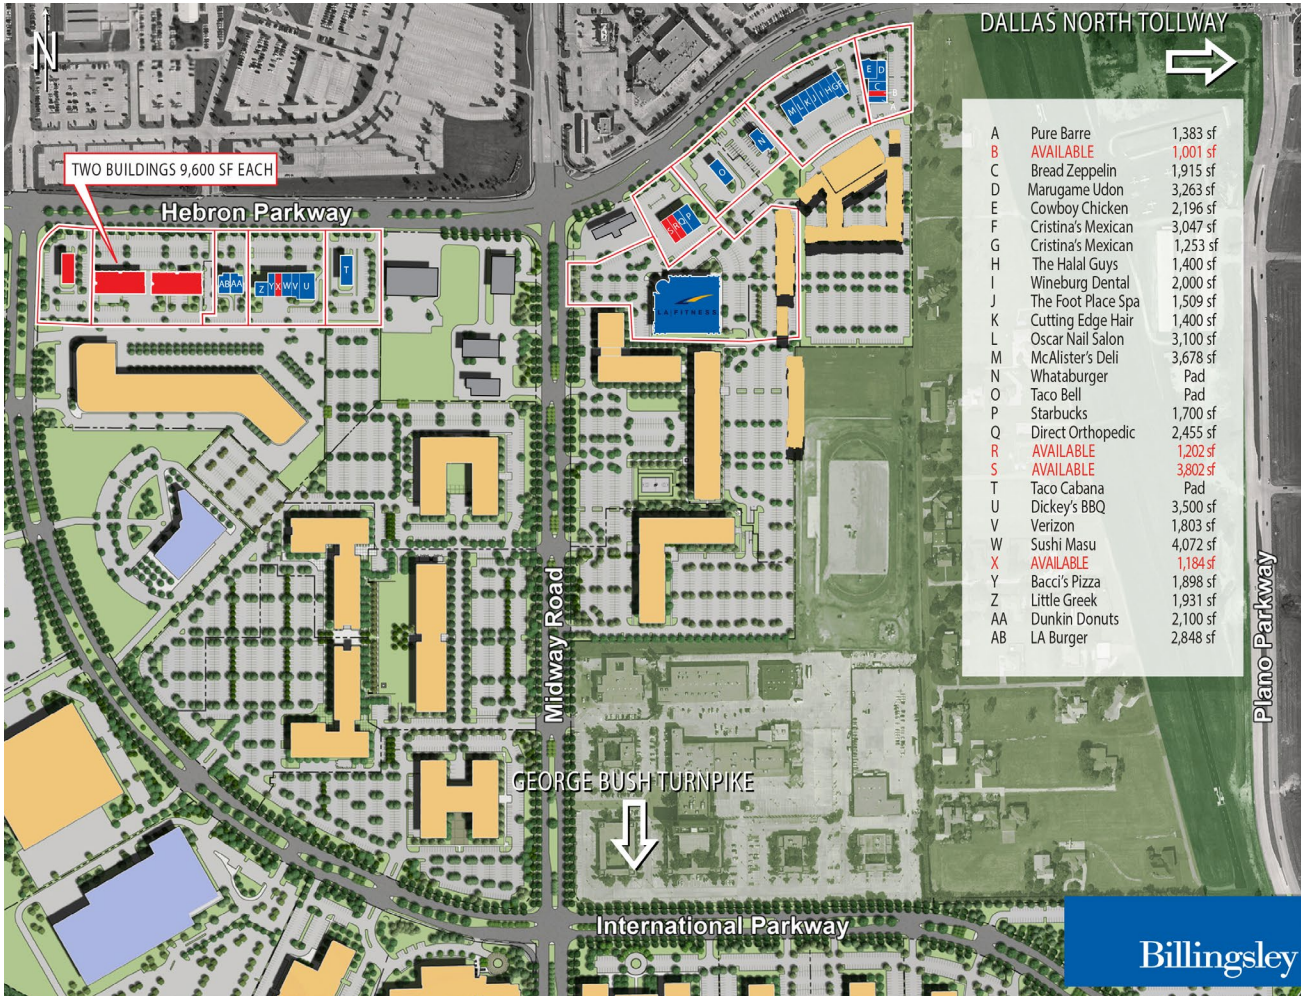 N
DALLAS NORTH TOLLWAY
TWO BUILDINGS 9,600 SF EACH
Hebron Parkway
E D
C
B
M L K J I H G
N
O
S R Q P
LA FITNESS
AB AA
Z Y X W V U
T
A Pure Barre 1,383 sf
B AVAILABLE 1,001 sf
C Bread Zeppelin 1,915 sf
D Marugame Udon 3,263 sf
E Cowboy Chicken 2,196 sf
F Cristina's Mexican 3,047 sf
G Cristina's Mexican 1,253 sf
H The Halal Guys 1,400 sf
I Wineburg Dental 2,000 sf
J The Foot Place Spa 1,509 sf
K Cutting Edge Hair 1,400 sf
L Oscar Nail Salon 3,100 sf
M McAlister's Deli 3,678 sf
N Whataburger Pad
O Taco Bell Pad
P Starbucks 1,700 sf
Q Direct Orthopedic 2,455 sf
R AVAILABLE 1,202 sf
S AVAILABLE 3,802 sf
T Taco Cabana Pad
U Dickey's BBQ 3,500 sf
V Verizon 1,803 sf
W Sushi Masu 4,072 sf
X AVAILABLE 1,184 sf
Y Bacci's Pizza 1,898 sf
Z Little Greek 1,931 sf
AA Dunkin Donuts 2,100 sf
AB LA Burger 2,848 sf
Midway Road
Plano Parkway
GEORGE BUSH TURNPIKE
International Parkway
Billingsley